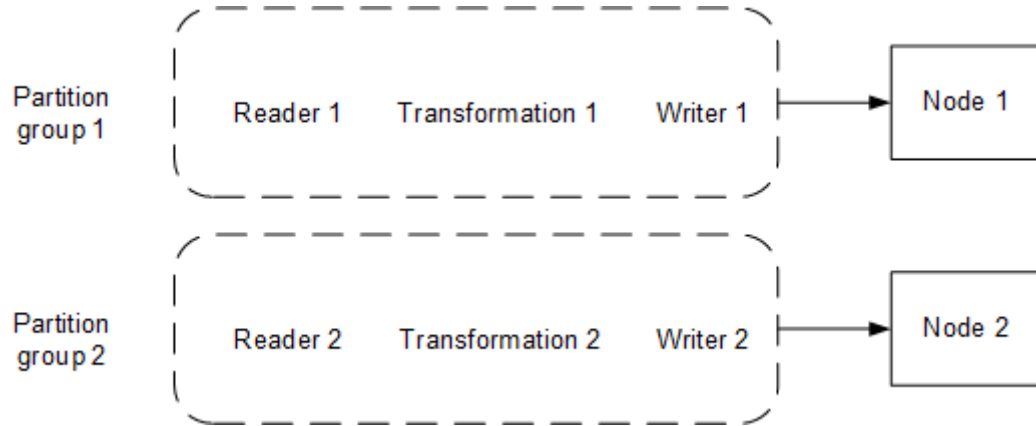 Partition
group 1
Reader 1 Transformation 1 Writer 1
Node 1
Partition
group 2
Reader 2 Transformation 2 Writer 2
Node 2